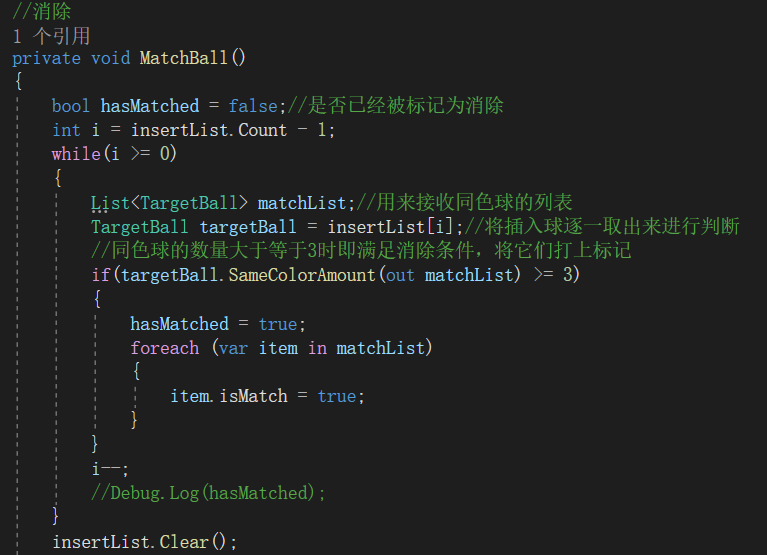 //消除
1 个引用
private void MatchBall()
{
bool hasMatched = false;//是否已经被标记为消除
int i = insertList.Count - 1;
while(i >= 0)
{
List<TargetBall> matchList;//用来接收同色球的列表
TargetBall targetBall = insertList[i];//将插入球逐一取出来进行判断
//同色球的数量大于等于3时即满足消除条件，将它们打上标记
if(targetBall.SameColorAmount(out matchList) >= 3)
{
hasMatched = true;
foreach (var item in matchList)
{
item.isMatch = true;
}
}
i--;
//Debug.Log(hasMatched);
}
insertList.Clear();